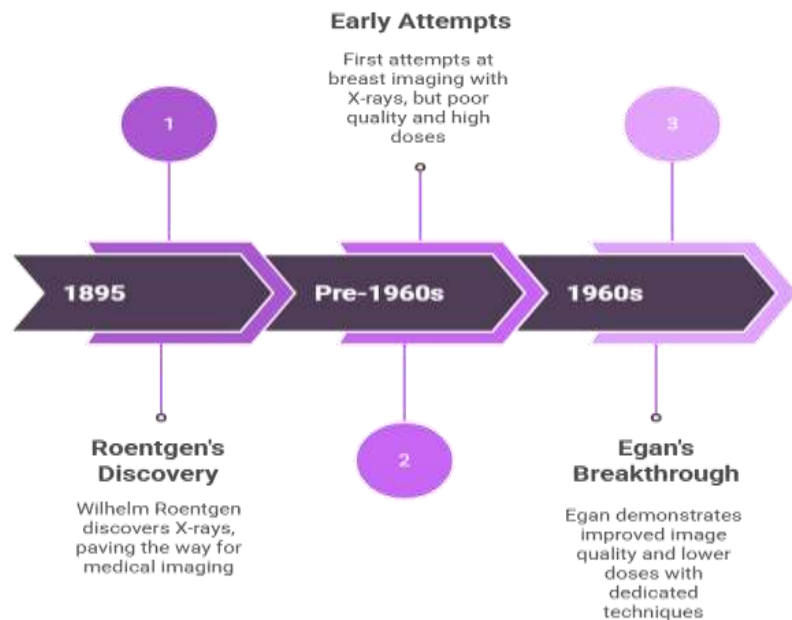 Early Attempts
First attempts at
breast imaging with
X-rays, but poor
quality and high
doses
1
3
1895
Pre-1960s
1960s
2
Roentgen's
Discovery
Wilhelm Roentgen
discovers X-rays,
paving the way for
medical imaging
Egan's
Breakthrough
Egan demonstrates
improved image
quality and lower
doses with
dedicated
techniques